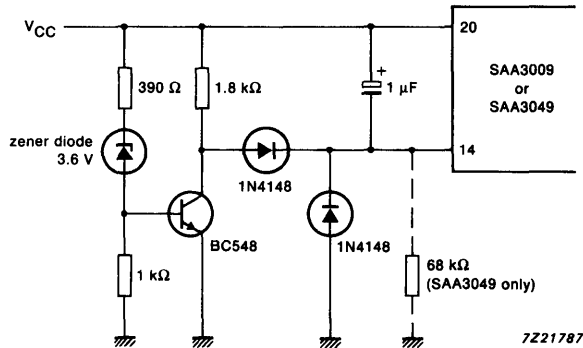 VCC
20
SAA3009
or
SAA3049
390 Ω
1.8 kΩ
+
1 μF
zener diode
3.6 V
14
1N4148
BC548
1N4148
1 kΩ
68 kΩ
(SAA3049 only)
7Z21787